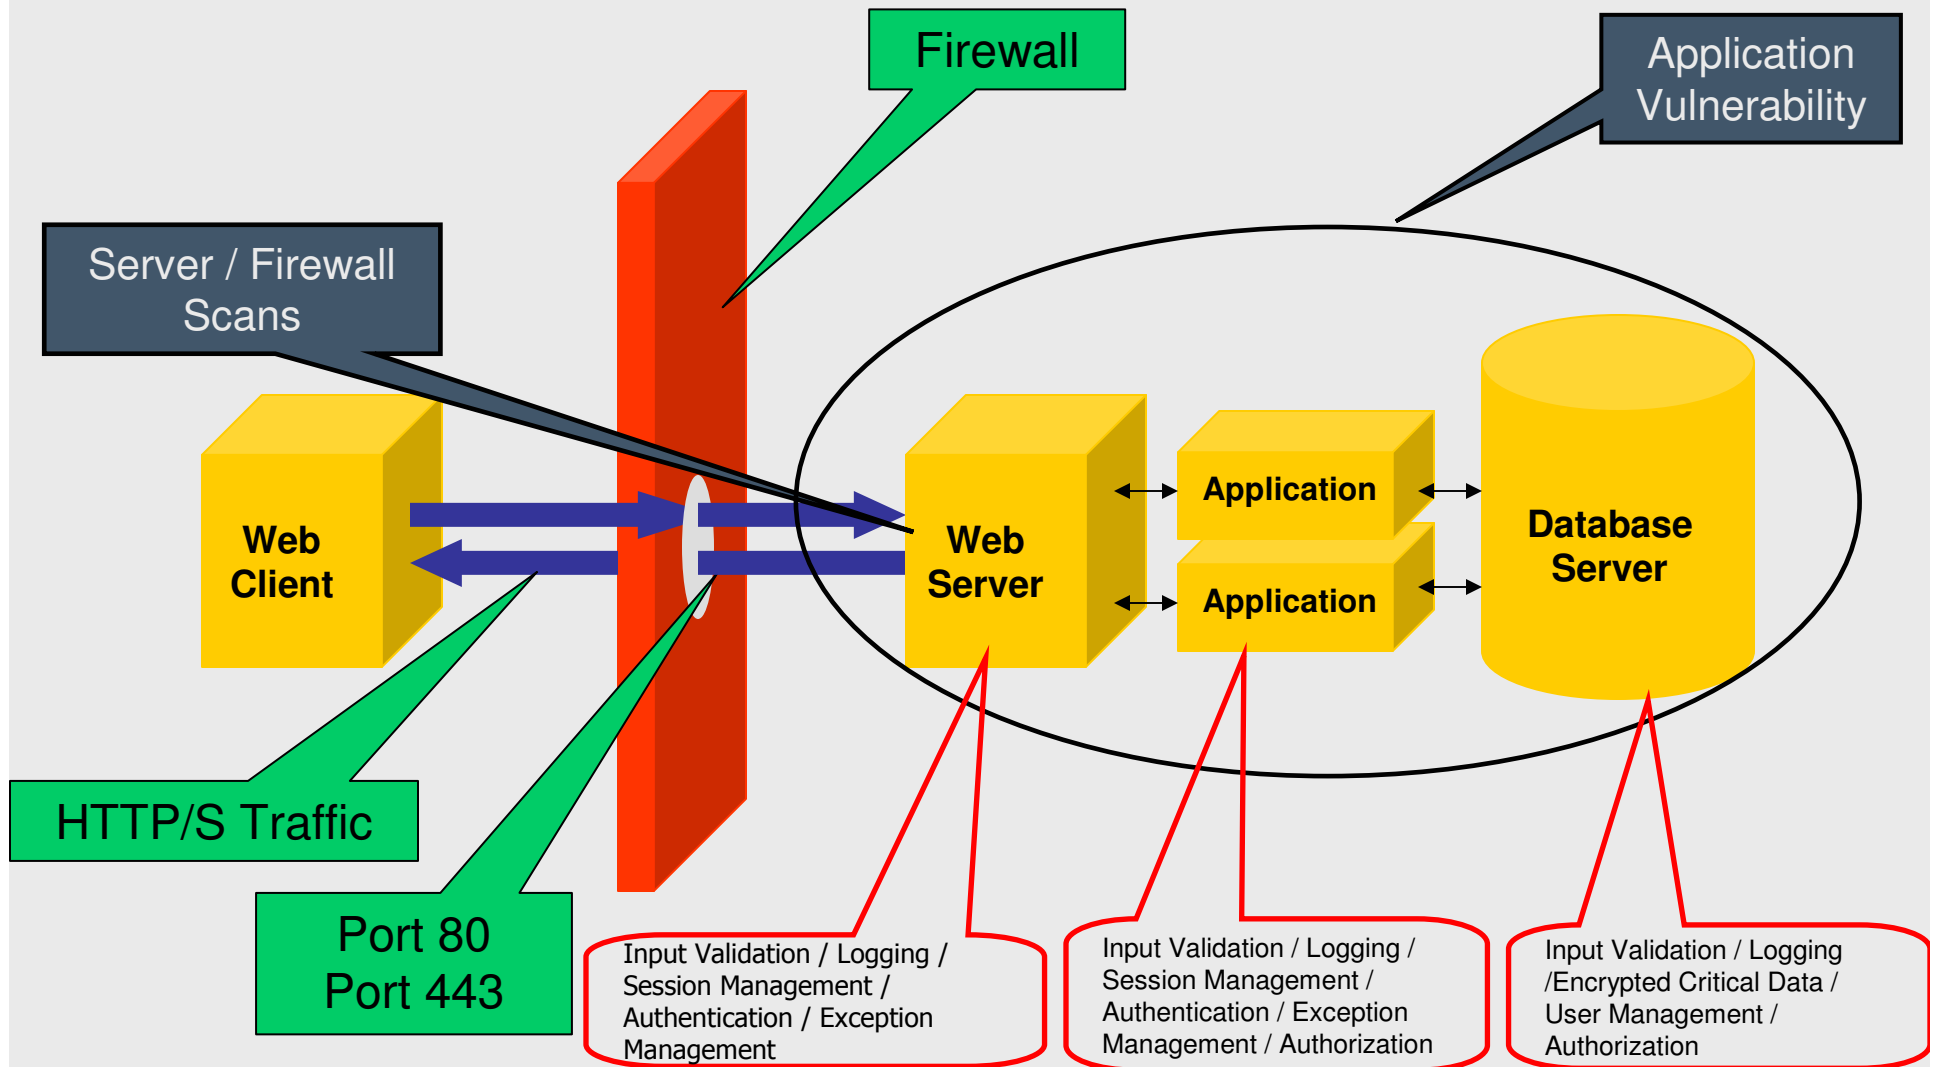 Firewall
Application
Vulnerability
Server / Firewall
Scans
Web
Client
Web
Server
Application
Application
Database
Server
HTTP/S Traffic
Port 80
Port 443
Input Validation / Logging /
Session Management /
Authentication / Exception
Management
Input Validation / Logging /
Session Management /
Authentication / Exception
Management / Authorization
Input Validation / Logging
/Encrypted Critical Data /
User Management /
Authorization